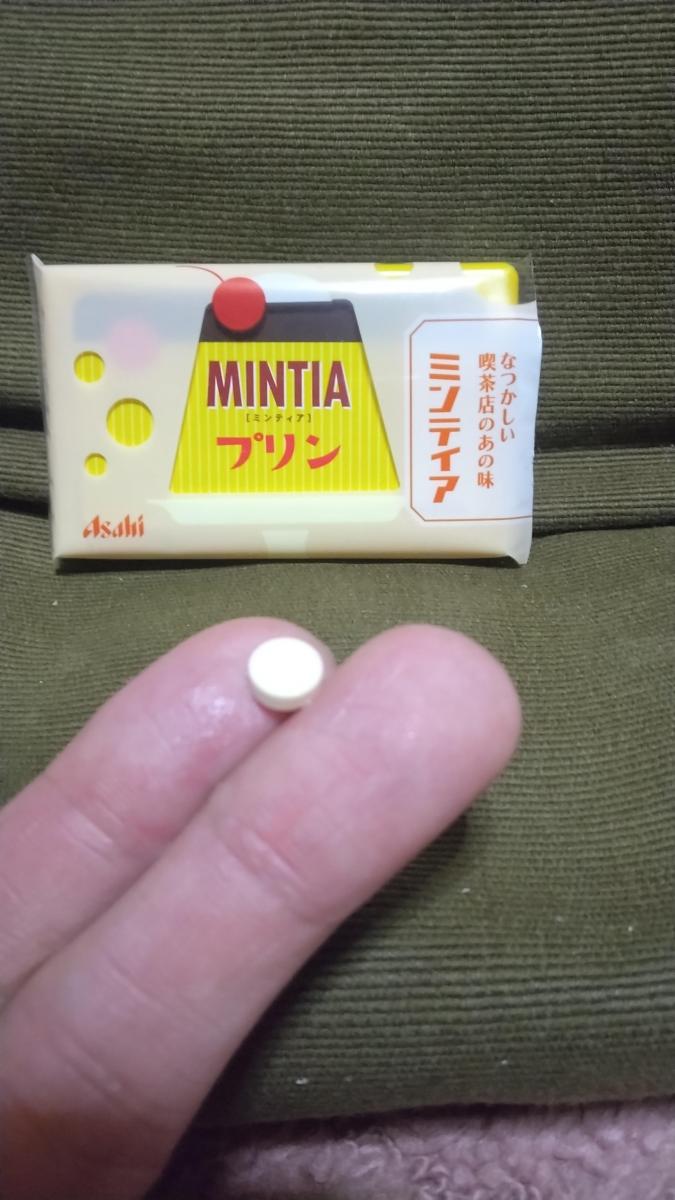 MINTIA
[ミンティア]
プリン
Asahi
なつかしい
喫茶店のあの味
ミンティア